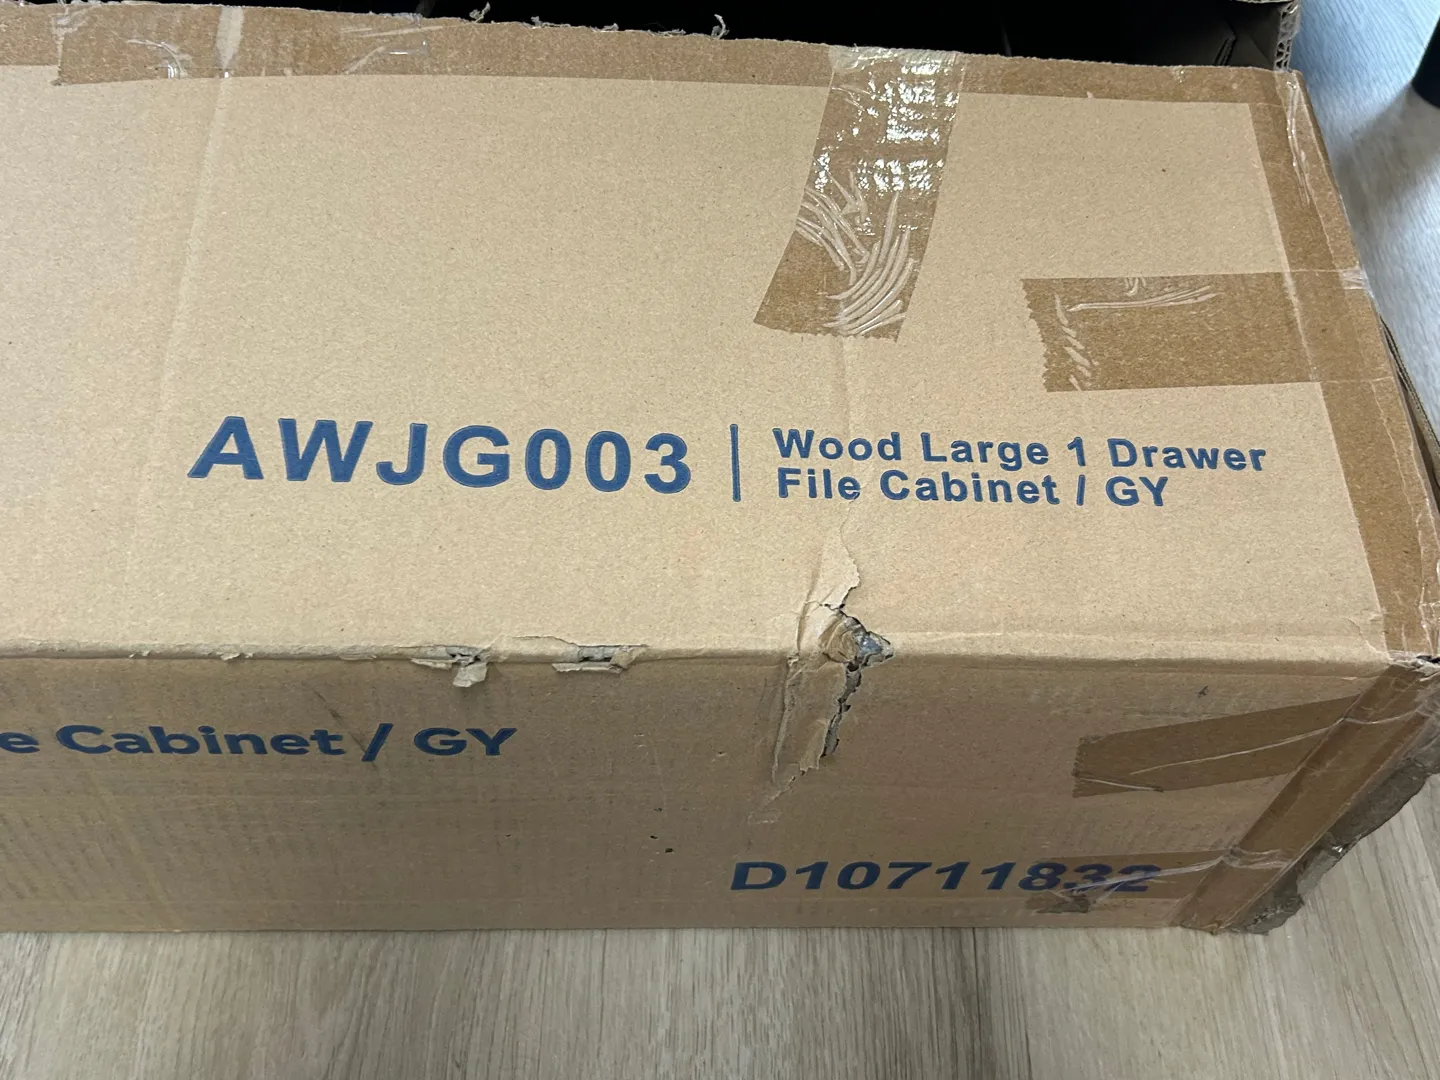 AWJG003 | Wood Large 1 Drawer
File Cabinet / GY
e Cabinet / GY
D10711832